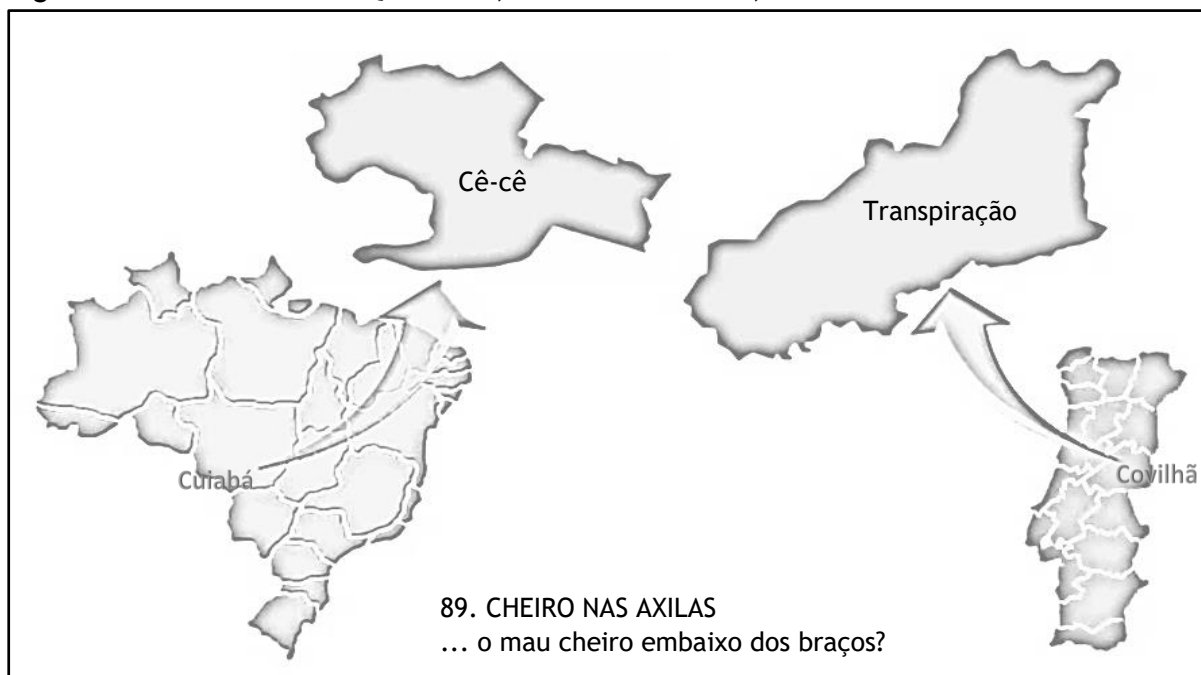 Cê-cê
Transpiração
Cuiabá
Covilhã
89. CHEIRO NAS AXILAS
... o mau cheiro embaixo dos braços?